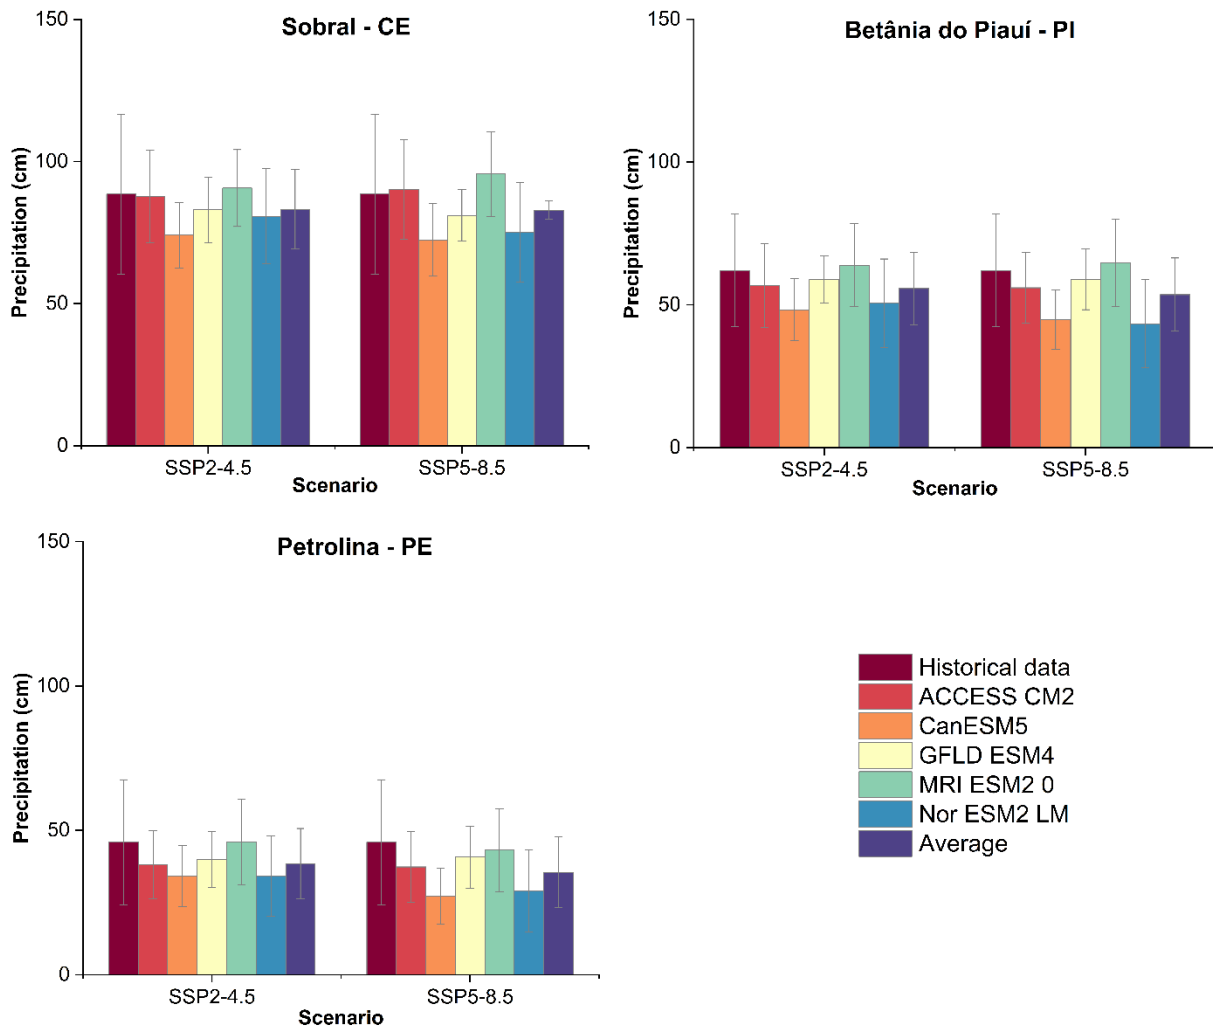 Sobral - CE
150
100
50
0
Precipitation (cm)
SSP2-4.5
SSP5-8.5
Scenario
Betânia do Piauí - PI
150
100
50
0
Precipitation (cm)
SSP2-4.5
SSP5-8.5
Scenario
Petrolina - PE
150
100
50
0
Precipitation (cm)
SSP2-4.5
SSP5-8.5
Scenario
Historical data
ACCESS CM2
CanESM5
GFLD ESM4
MRI ESM2 0
Nor ESM2 LM
Average